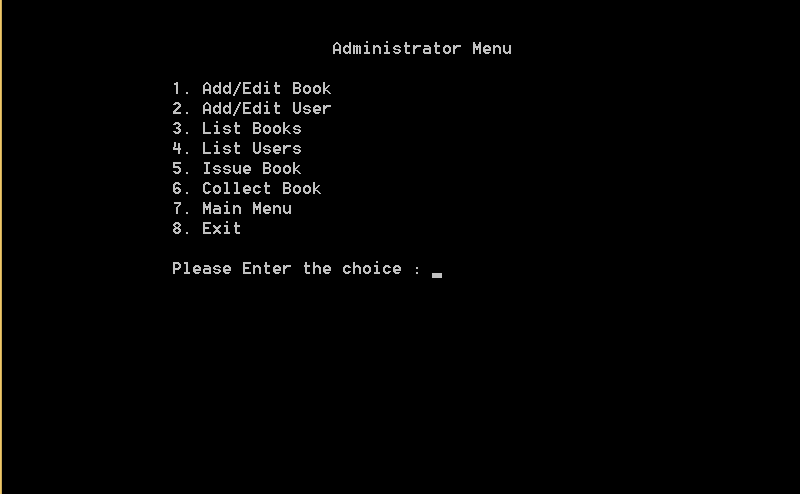 Administrator Menu
1. Add/Edit Book
2. Add/Edit User
3. List Books
4. List Users
5. Issue Book
6. Collect Book
7. Main Menu
8. Exit
Please Enter the choice : _